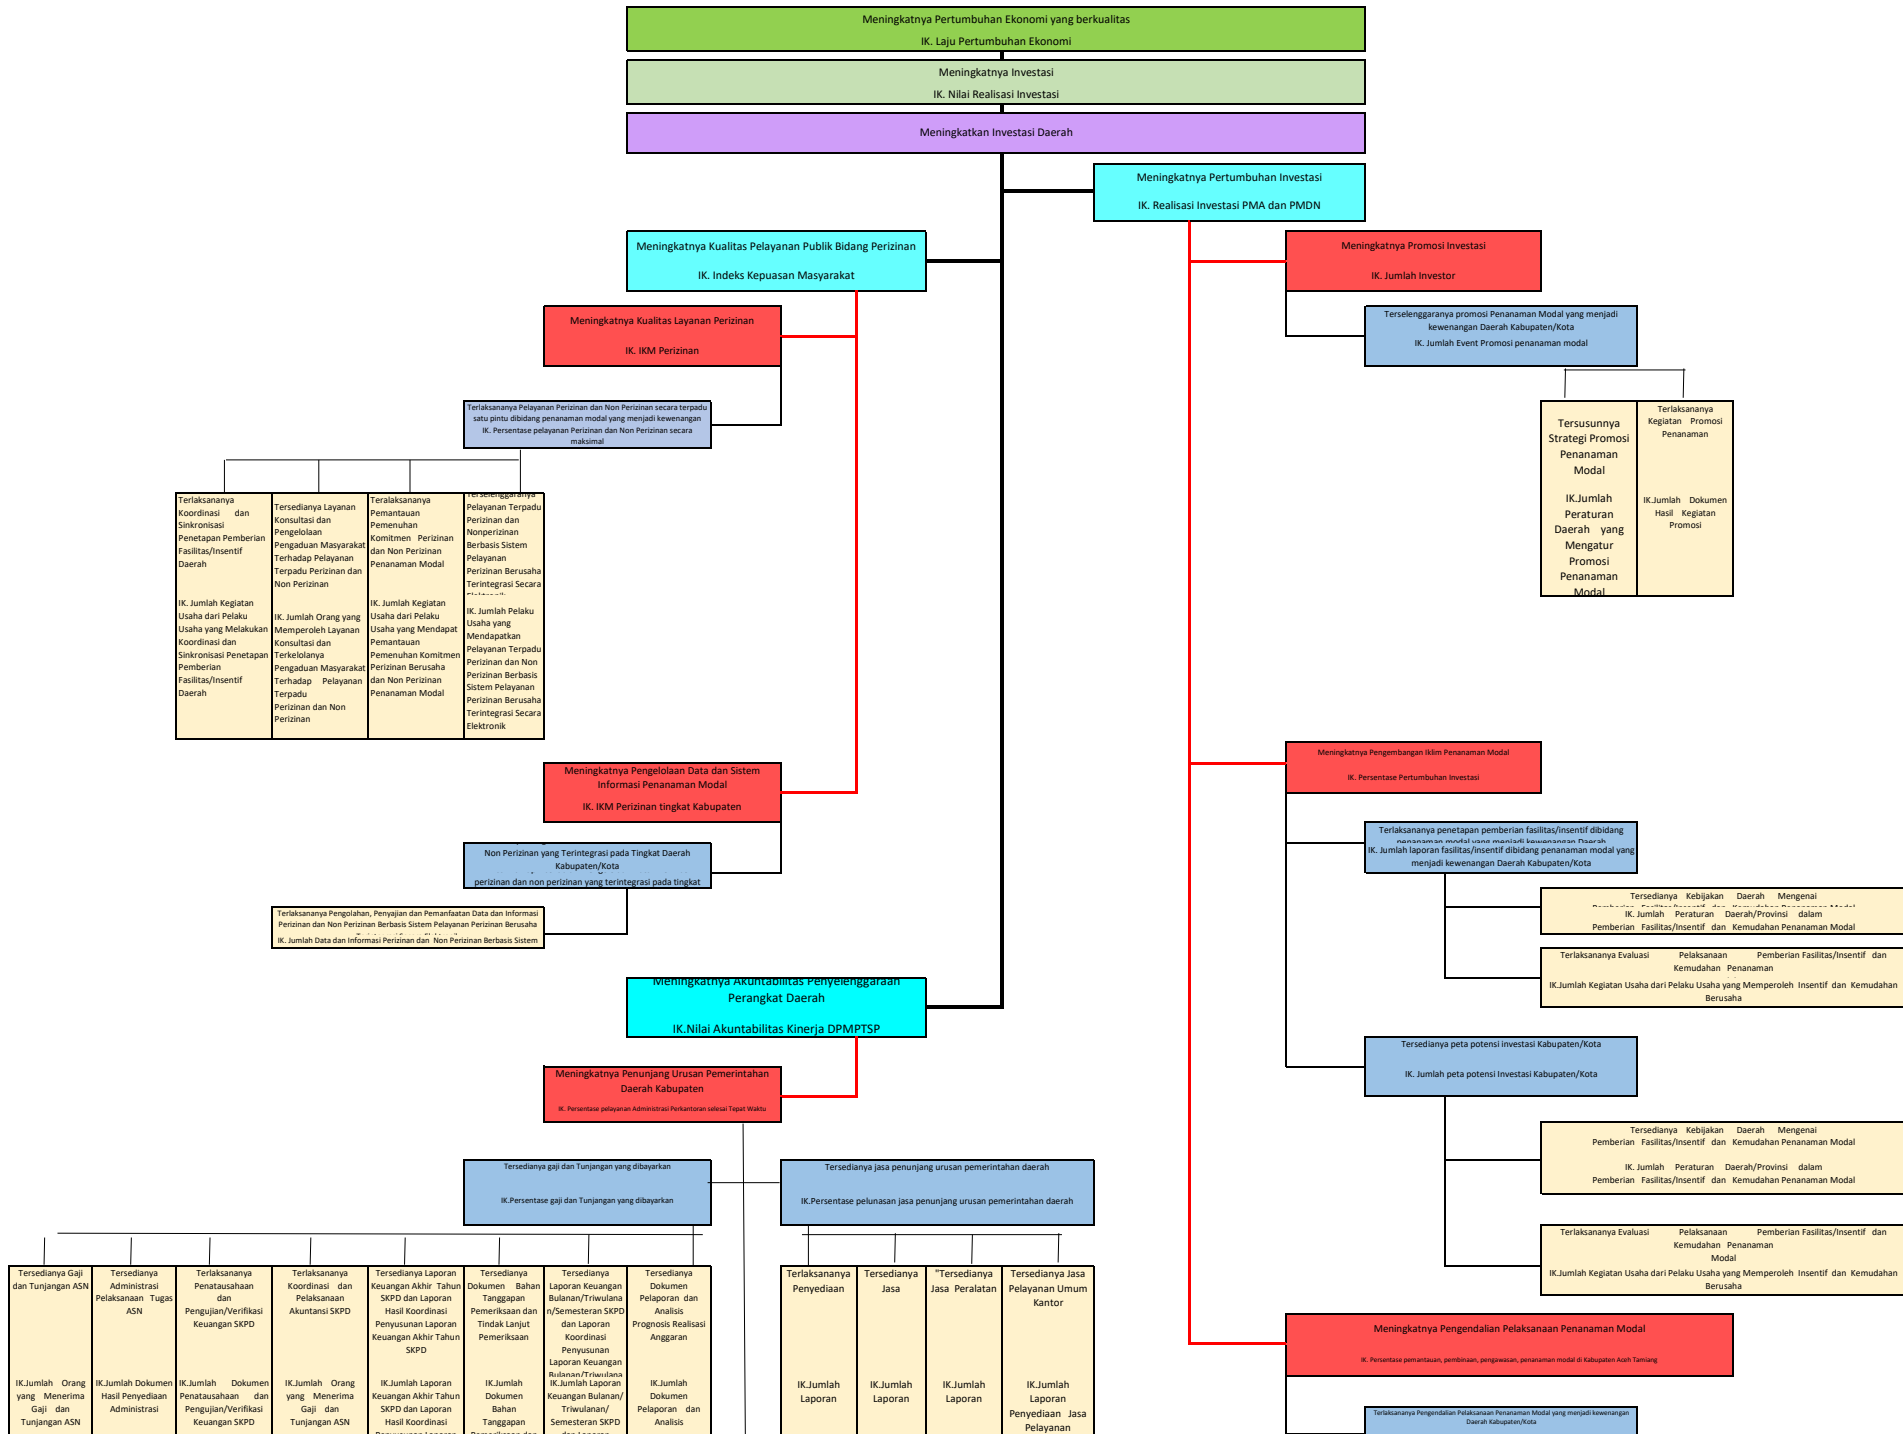 Meningkatnya Pertumbuhan Ekonomi yang berkualitas
IK. Laju Pertumbuhan Ekonomi
Meningkatnya Investasi
IK. Nilai Realisasi Investasi
Meningkatkan Investasi Daerah
Meningkatnya Pertumbuhan Investasi
IK. Realisasi Investasi PMA dan PMDN
Meningkatnya Kualitas Pelayanan Publik Bidang Perizinan
IK. Indeks Kepuasan Masyarakat
Meningkatnya Promosi Investasi
IK. Jumlah Investor
Meningkatnya Kualitas Layanan Perizinan
IK. IKM Perizinan
Terselenggaranya promosi Penanaman Modal yang menjadi
kewenangan Daerah Kabupaten/Kota
IK. Jumlah Event Promosi penanaman modal
Terlaksananya Pelayanan Perizinan dan Non Perizinan secara terpadu
satu pintu dibidang penanaman modal yang menjadi kewenangan
IK. Persentase pelayanan Perizinan dan Non Perizinan secara
maksimal
Tersusunnya
Strategi Promosi
Penanaman
Modal
IK.Jumlah
Peraturan
Daerah yang
Mengatur
Promosi
Penanaman
Modal
Terlaksananya
Kegiatan Promosi
Penanaman
IK.Jumlah Dokumen
Hasil Kegiatan
Promosi
Terlaksananya
Koordinasi dan
Sinkronisasi
Penetapan Pemberian
Fasilitas/Insentif
Daerah
IK. Jumlah Kegiatan
Usaha dari Pelaku
Usaha yang Melakukan
Koordinasi dan
Sinkronisasi Penetapan
Pemberian
Fasilitas/Insentif
Daerah
Tersedianya Layanan
Konsultasi dan
Pengelolaan
Pengaduan Masyarakat
Terhadap Pelayanan
Terpadu Perizinan dan
Non Perizinan
IK. Jumlah Orang yang
Memperoleh Layanan
Konsultasi dan
Terkelolanya
Pengaduan Masyarakat
Terhadap Pelayanan
Terpadu
Perizinan dan Non
Perizinan
Teralaksananya
Pemantauan
Pemenuhan
Komitmen Perizinan
dan Non Perizinan
Penanaman Modal
IK. Jumlah Kegiatan
Usaha dari Pelaku
Usaha yang Mendapat
Pemantauan
Pemenuhan Komitmen
Perizinan Berusaha
dan Non Perizinan
Penanaman Modal
Terselenggaranya
Pelayanan Terpadu
Perizinan dan
Nonperizinan
Berbasis Sistem
Pelayanan
Perizinan Berusaha
Terintegrasi Secara
IK. Jumlah Pelaku
Usaha yang
Mendapatkan
Pelayanan Terpadu
Perizinan dan Non
Perizinan Berbasis
Sistem Pelayanan
Perizinan Berusaha
Terintegrasi Secara
Elektronik
Meningkatnya Pengembangan Iklim Penanaman Modal
IK. Persentase Pertumbuhan Investasi
Meningkatnya Pengelolaan Data dan Sistem
Informasi Penanaman Modal
IK. IKM Perizinan tingkat Kabupaten
Terlaksananya penetapan pemberian fasilitas/insentif dibidang
penanaman modal yang menjadi kewenangan Daerah
IK. Jumlah laporan fasilitas/insentif dibidang penanaman modal yang
menjadi kewenangan Daerah Kabupaten/Kota
Non Perizinan yang Terintegrasi pada Tingkat Daerah
Kabupaten/Kota
perizinan dan non perizinan yang terintegrasi pada tingkat
Tersedianya Kebijakan Daerah Mengenai
Pemberian Fasilitas/Insentif dan Kemudahan Penanaman Modal
IK. Jumlah Peraturan Daerah/Provinsi dalam
Pemberian Fasilitas/Insentif dan Kemudahan Penanaman Modal
Terlaksananya Pengolahan, Penyajian dan Pemanfaatan Data dan Informasi
Perizinan dan Non Perizinan Berbasis Sistem Pelayanan Perizinan Berusaha
IK. Jumlah Data dan Informasi Perizinan dan Non Perizinan Berbasis Sistem
Terlaksananya Evaluasi Pelaksanaan Pemberian Fasilitas/Insentif dan
Kemudahan Penanaman
IK.Jumlah Kegiatan Usaha dari Pelaku Usaha yang Memperoleh Insentif dan Kemudahan
Berusaha
Meningkatnya Akuntabilitas Penyelenggaraan
Perangkat Daerah
IK.Nilai Akuntabilitas Kinerja DPMPTSP
Tersedianya peta potensi investasi Kabupaten/Kota
IK. Jumlah peta potensi Investasi Kabupaten/Kota
Meningkatnya Penunjang Urusan Pemerintahan
Daerah Kabupaten
IK. Persentase pelayanan Administrasi Perkantoran selesai Tepat Waktu
Tersedianya Kebijakan Daerah Mengenai
Pemberian Fasilitas/Insentif dan Kemudahan Penanaman Modal
IK. Jumlah Peraturan Daerah/Provinsi dalam
Pemberian Fasilitas/Insentif dan Kemudahan Penanaman Modal
Tersedianya gaji dan Tunjangan yang dibayarkan
IK.Persentase gaji dan Tunjangan yang dibayarkan
Tersedianya jasa penunjang urusan pemerintahan daerah
IK.Persentase pelunasan jasa penunjang urusan pemerintahan daerah
Terlaksananya Evaluasi Pelaksanaan Pemberian Fasilitas/Insentif dan
Kemudahan Penanaman
Modal
IK.Jumlah Kegiatan Usaha dari Pelaku Usaha yang Memperoleh Insentif dan Kemudahan
Berusaha
Tersedianya Gaji
dan Tunjangan ASN
IK.Jumlah Orang
yang Menerima
Gaji dan
Tunjangan ASN
Tersedianya
Administrasi
Pelaksanaan Tugas
ASN
IK.Jumlah Dokumen
Hasil Penyediaan
Administrasi
Terlaksananya
Penatausahaan
dan
Pengujian/Verifikasi
Keuangan SKPD
IK.Jumlah Dokumen
Penatausahaan dan
Pengujian/Verifikasi
Keuangan SKPD
Terlaksananya
Koordinasi dan
Pelaksanaan
Akuntansi SKPD
IK.Jumlah Orang
yang Menerima
Gaji dan
Tunjangan ASN
Tersedianya Laporan
Keuangan Akhir Tahun
SKPD dan Laporan
Hasil Koordinasi
Penyusunan Laporan
Keuangan Akhir Tahun
SKPD
IK.Jumlah Laporan
Keuangan Akhir Tahun
SKPD dan Laporan
Hasil Koordinasi
Penyusunan Laporan
Tersedianya
Dokumen Bahan
Tanggapan
Pemeriksaan dan
Tindak Lanjut
Pemeriksaan
IK.Jumlah
Dokumen
Bahan
Tanggapan
Pemeriksaan dan
Tersedianya
Laporan Keuangan
Bulanan/Triwulana
n/Semesteran SKPD
dan Laporan
Koordinasi
Penyusunan
Laporan Keuangan
Bulanan/Triwulana
IK.Jumlah Laporan
Keuangan Bulanan/
Triwulanan/
Semesteran SKPD
dan Laporan
Tersedianya
Dokumen
Pelaporan dan
Analisis
Prognosis Realisasi
Anggaran
IK.Jumlah
Dokumen
Pelaporan dan
Analisis
Terlaksananya
Penyediaan
IK.Jumlah
Laporan
Tersedianya
Jasa
IK.Jumlah
Laporan
"Tersedianya
Jasa Peralatan
IK.Jumlah
Laporan
Tersedianya Jasa
Pelayanan Umum
Kantor
IK.Jumlah
Laporan
Penyediaan Jasa
Pelayanan
Meningkatnya Pengendalian Pelaksanaan Penanaman Modal
IK. Persentase pemantauan, pembinaan, pengawasan, penanaman modal di Kabupaten Aceh Tamiang
Terlaksananya Pengendalian Pelaksanaan Penanaman Modal yang menjadi kewenangan
Daerah Kabupaten/Kota